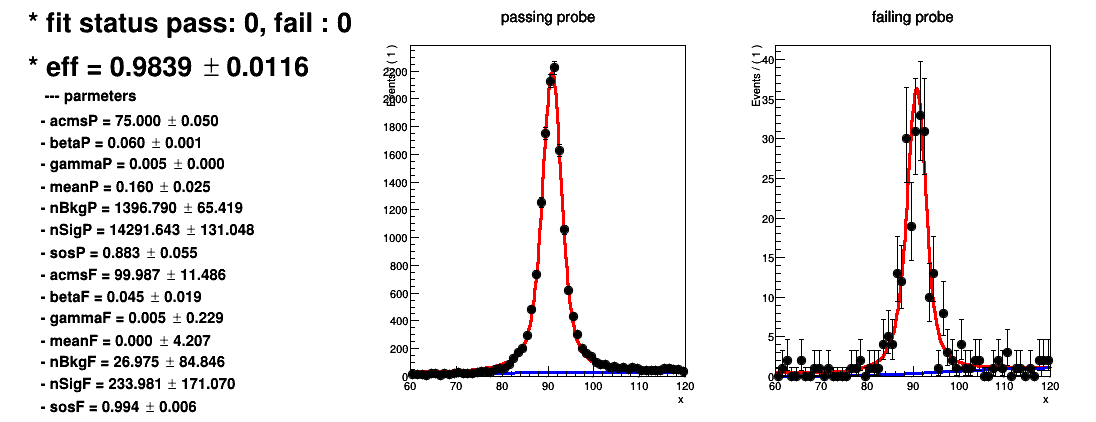 * fit status pass: 0, fail : 0
* eff = 0.9839 ± 0.0116
--- parmeters
- acmsP = 75.000 ± 0.050
- betaP = 0.060 ± 0.001
- gammaP = 0.005 ± 0.000
- meanP = 0.160 ± 0.025
- nBkgP = 1396.790 ± 65.419
- nSigP = 14291.643 ± 131.048
- sosP = 0.883 ± 0.055
- acmsF = 99.987 ± 11.486
- betaF = 0.045 ± 0.019
- gammaF = 0.005 ± 0.229
- meanF = 0.000 ± 4.207
- nBkgF = 26.975 ± 84.846
- nSigF = 233.981 ± 171.070
- sosF = 0.994 ± 0.006
passing probe
Events / ( 1 )
2200
2000
1800
1600
1400
1200
1000
800
600
400
200
0
60 70 80 90 100 110 120
x
failing probe
Events / ( 1 )
40
35
30
25
20
15
10
5
0
60 70 80 90 100 110 120
x